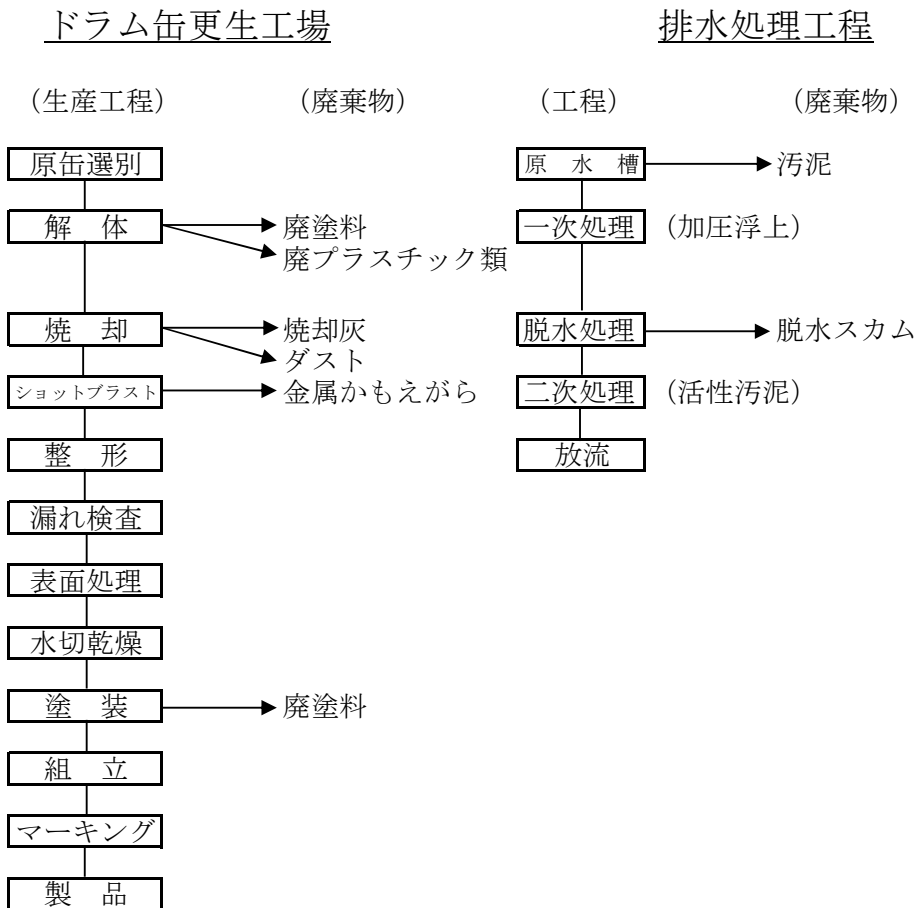 ドラム缶更生工場
排水処理工程
（生産工程）
（廃棄物）
（工程）
（廃棄物）
原缶選別
解　体
廃塗料
廃プラスチック類
焼　却
焼却灰
ダスト
ショットブラスト
金属かもえがら
整　形
漏れ検査
表面処理
水切乾燥
塗　装
廃塗料
組　立
マーキング
製　品
原　水　槽
汚泥
一次処理
（加圧浮上）
脱水処理
脱水スカム
二次処理
（活性汚泥）
放流